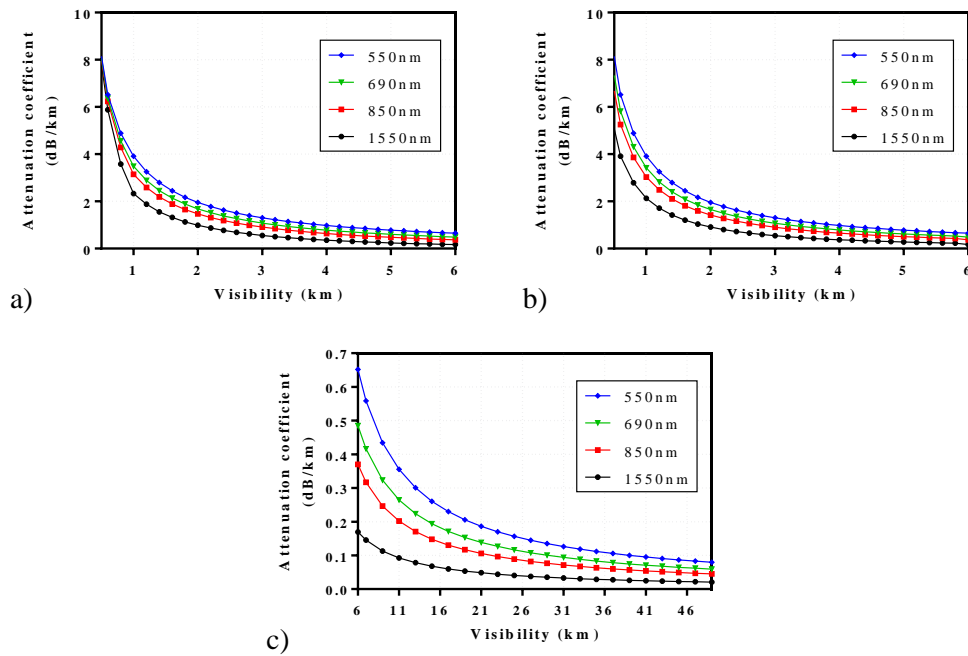 10
8
6
4
2
0
Attenuation coefficient
(dB/km)
550nm
690nm
850nm
1550nm
1 2 3 4 5 6
Visibility (km)
a)
10
8
6
4
2
0
Attenuation coefficient
(dB/km)
550nm
690nm
850nm
1550nm
1 2 3 4 5 6
Visibility (km)
b)
0.7
0.6
0.5
0.4
0.3
0.2
0.1
0.0
Attenuation coefficient
(dB/km)
550nm
690nm
850nm
1550nm
6 11 16 21 26 31 36 41 46
Visibility (km)
c)